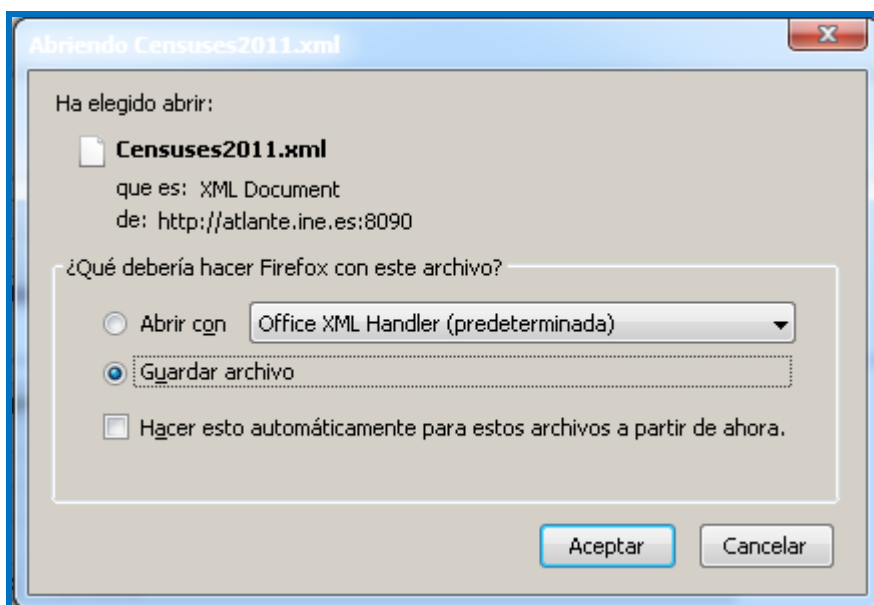 Abriendo Censuses2011.xml
Ha elegido abrir:
Censuses2011.xml
que es: XML Document
de: http://atlante.ine.es:8090
¿Qué debería hacer Firefox con este archivo?
Abrir con Office XML Handler (predeterminada)
Guardar archivo
Hacer esto automáticamente para estos archivos a partir de ahora.
Aceptar Cancelar